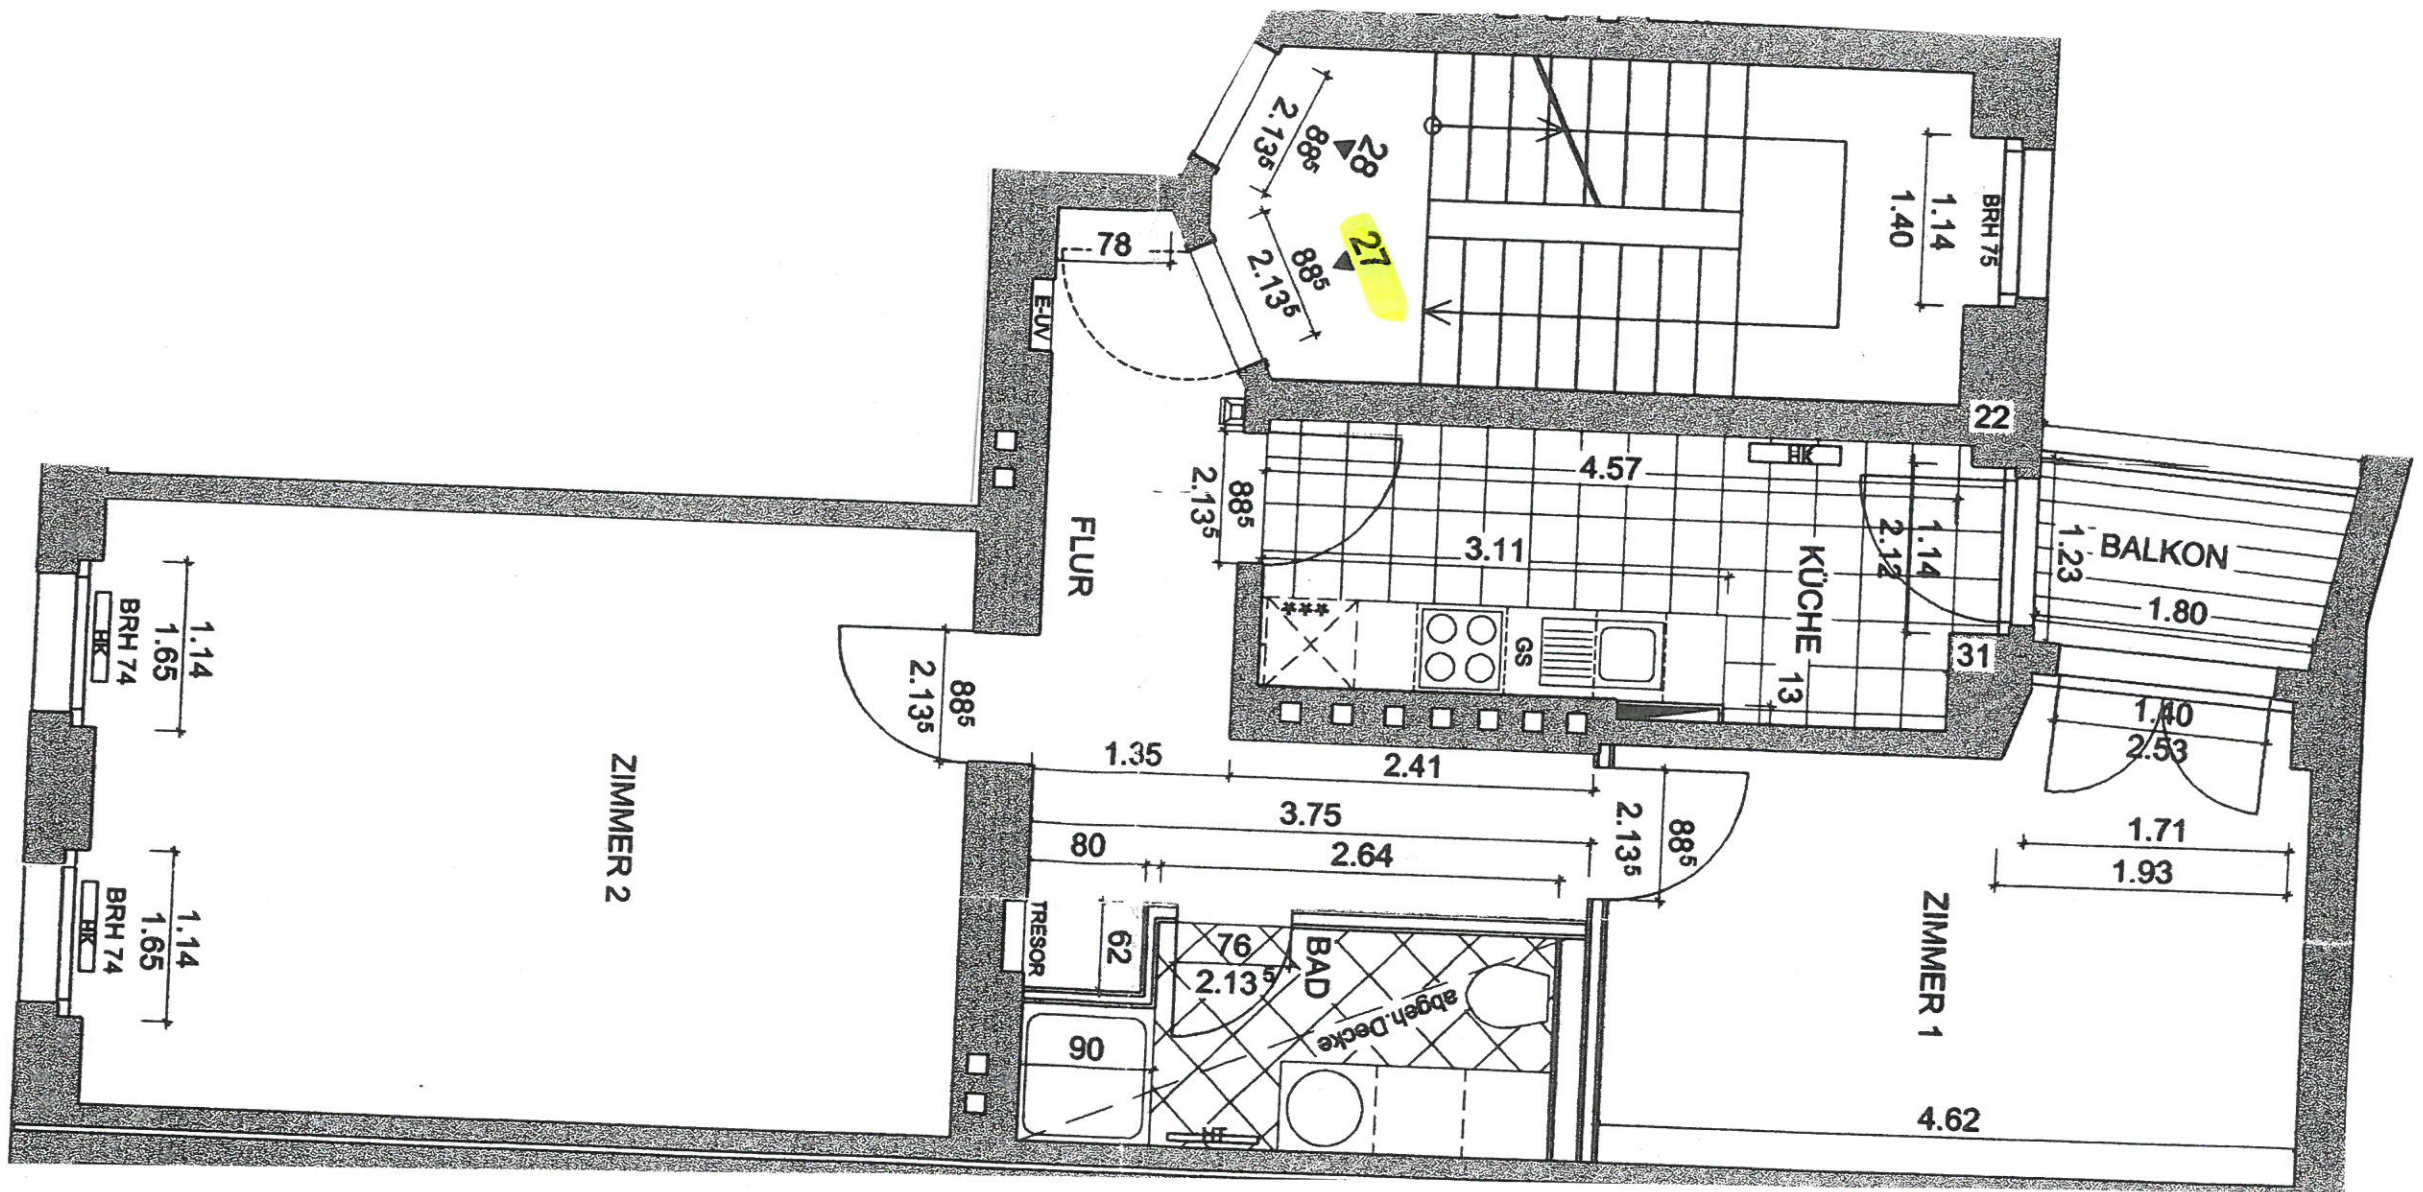 28
88⁵
2.13⁵
27
88⁵
2.13⁵
BRH 75
1.14
1.40
78
E-UV
22
4.57
HK
88⁵
2.13⁵
3.11
FLUR
KÜCHE
1.14
2.12
1.23
BALKON
1.80
***
GS
31
13
1.14
1.65
BRH 74
HK
88⁵
2.13⁵
ZIMMER 2
1.35
2.41
3.75
80
2.64
88⁵
2.13⁵
1.40
2.53
1.71
1.93
ZIMMER 1
1.14
1.65
BRH 74
HK
TRESOR
62
76
2.13⁵
BAD
abgeh.Decke
90
4.62